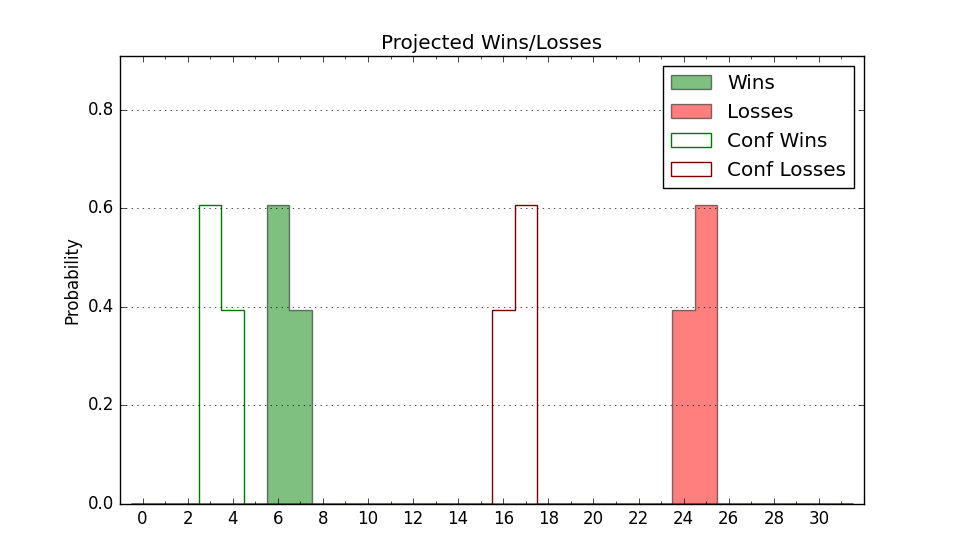 Projected Wins/Losses
Wins
Losses
Conf Wins
Conf Losses
Probability
0.8
0.6
0.4
0.2
0.0
0 2 4 6 8 10 12 14 16 18 20 22 24 26 28 30